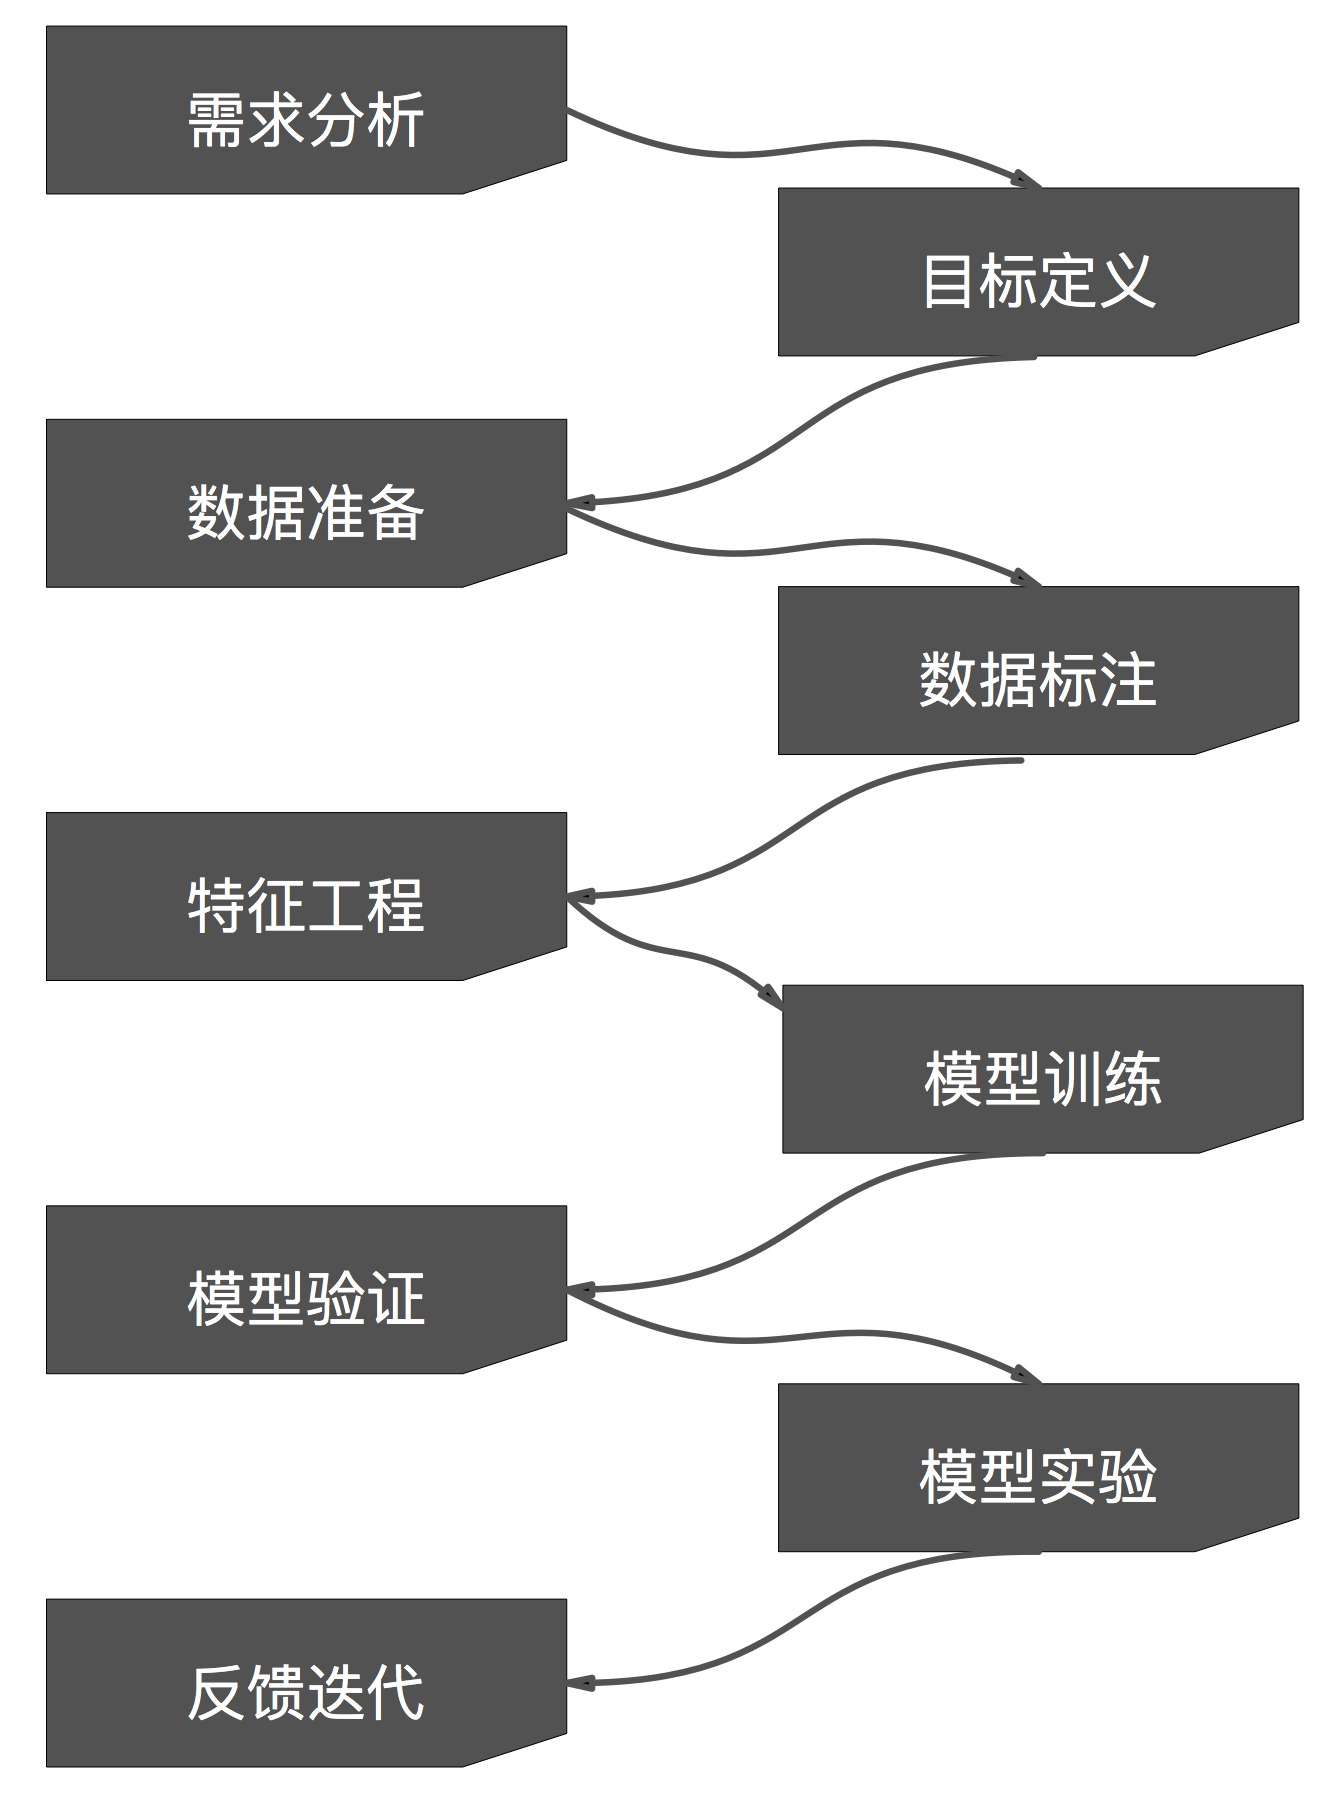 需求分析
目标定义
数据准备
数据标注
特征工程
模型训练
模型验证
模型实验
反馈迭代